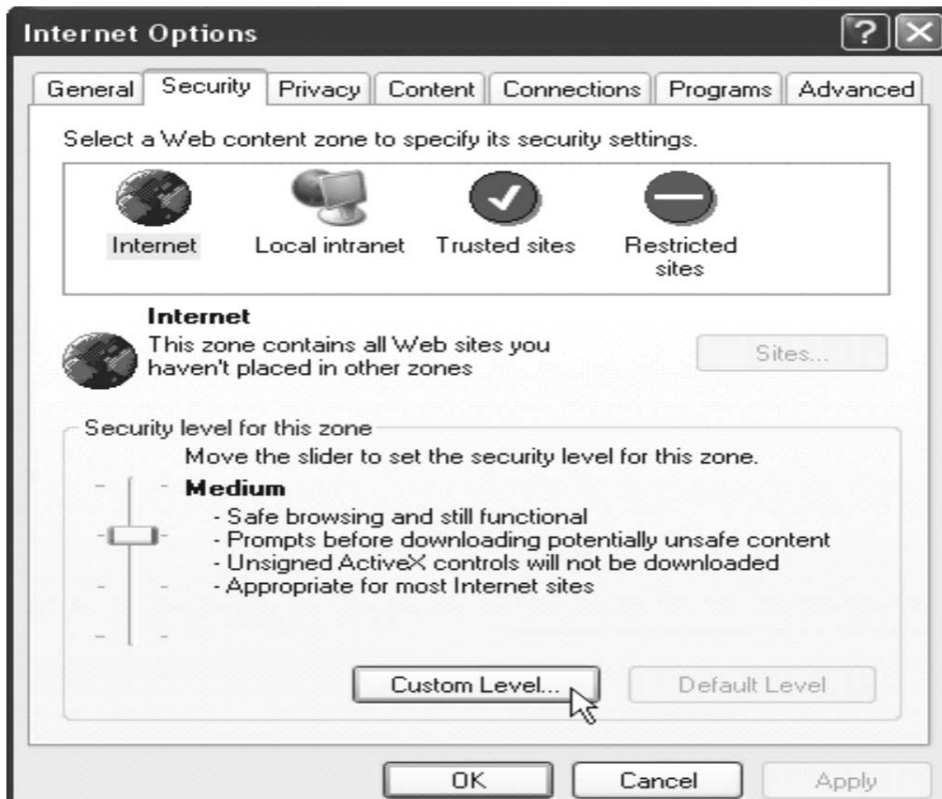 Internet Options
General Security Privacy Content Connections Programs Advanced
Select a Web content zone to specify its security settings.
Internet Local intranet Trusted sites Restricted
sites
Internet
This zone contains all Web sites you
haven't placed in other zones
Sites...
Security level for this zone
Move the slider to set the security level for this zone.
Medium
- Safe browsing and still functional
- Prompts before downloading potentially unsafe content
- Unsigned ActiveX controls will not be downloaded
- Appropriate for most Internet sites
Custom Level... Default Level
OK Cancel Apply